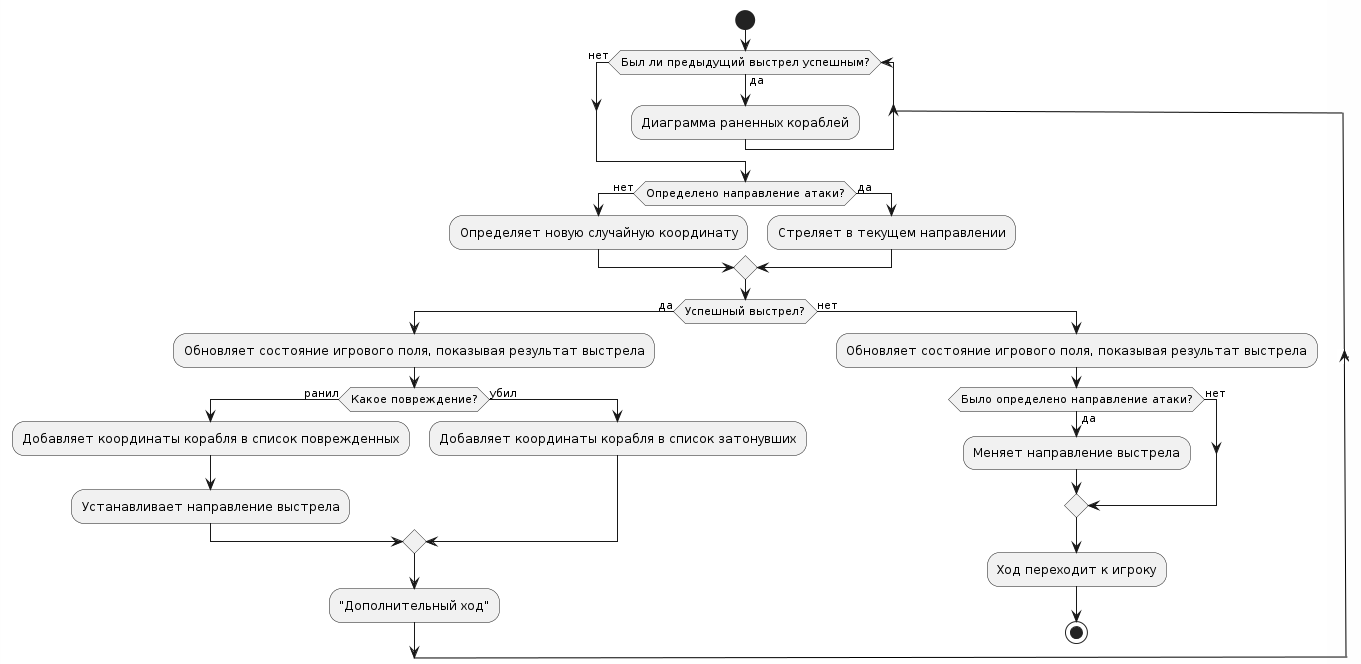 нет
Был ли предыдущий выстрел успешным?
да
Диаграмма раненных кораблей
нет
Определено направление атаки?
да
Определяет новую случайную координату
Стреляет в текущем направлении
да
Успешный выстрел?
нет
Обновляет состояние игрового поля, показывая результат выстрела
Обновляет состояние игрового поля, показывая результат выстрела
ранил
Какое повреждение?
убил
Было определено направление атаки?
нет
да
Добавляет координаты корабля в список поврежденных
Добавляет координаты корабля в список затонувших
Меняет направление выстрела
Устанавливает направление выстрела
Ход переходит к игроку
"Дополнительный ход"